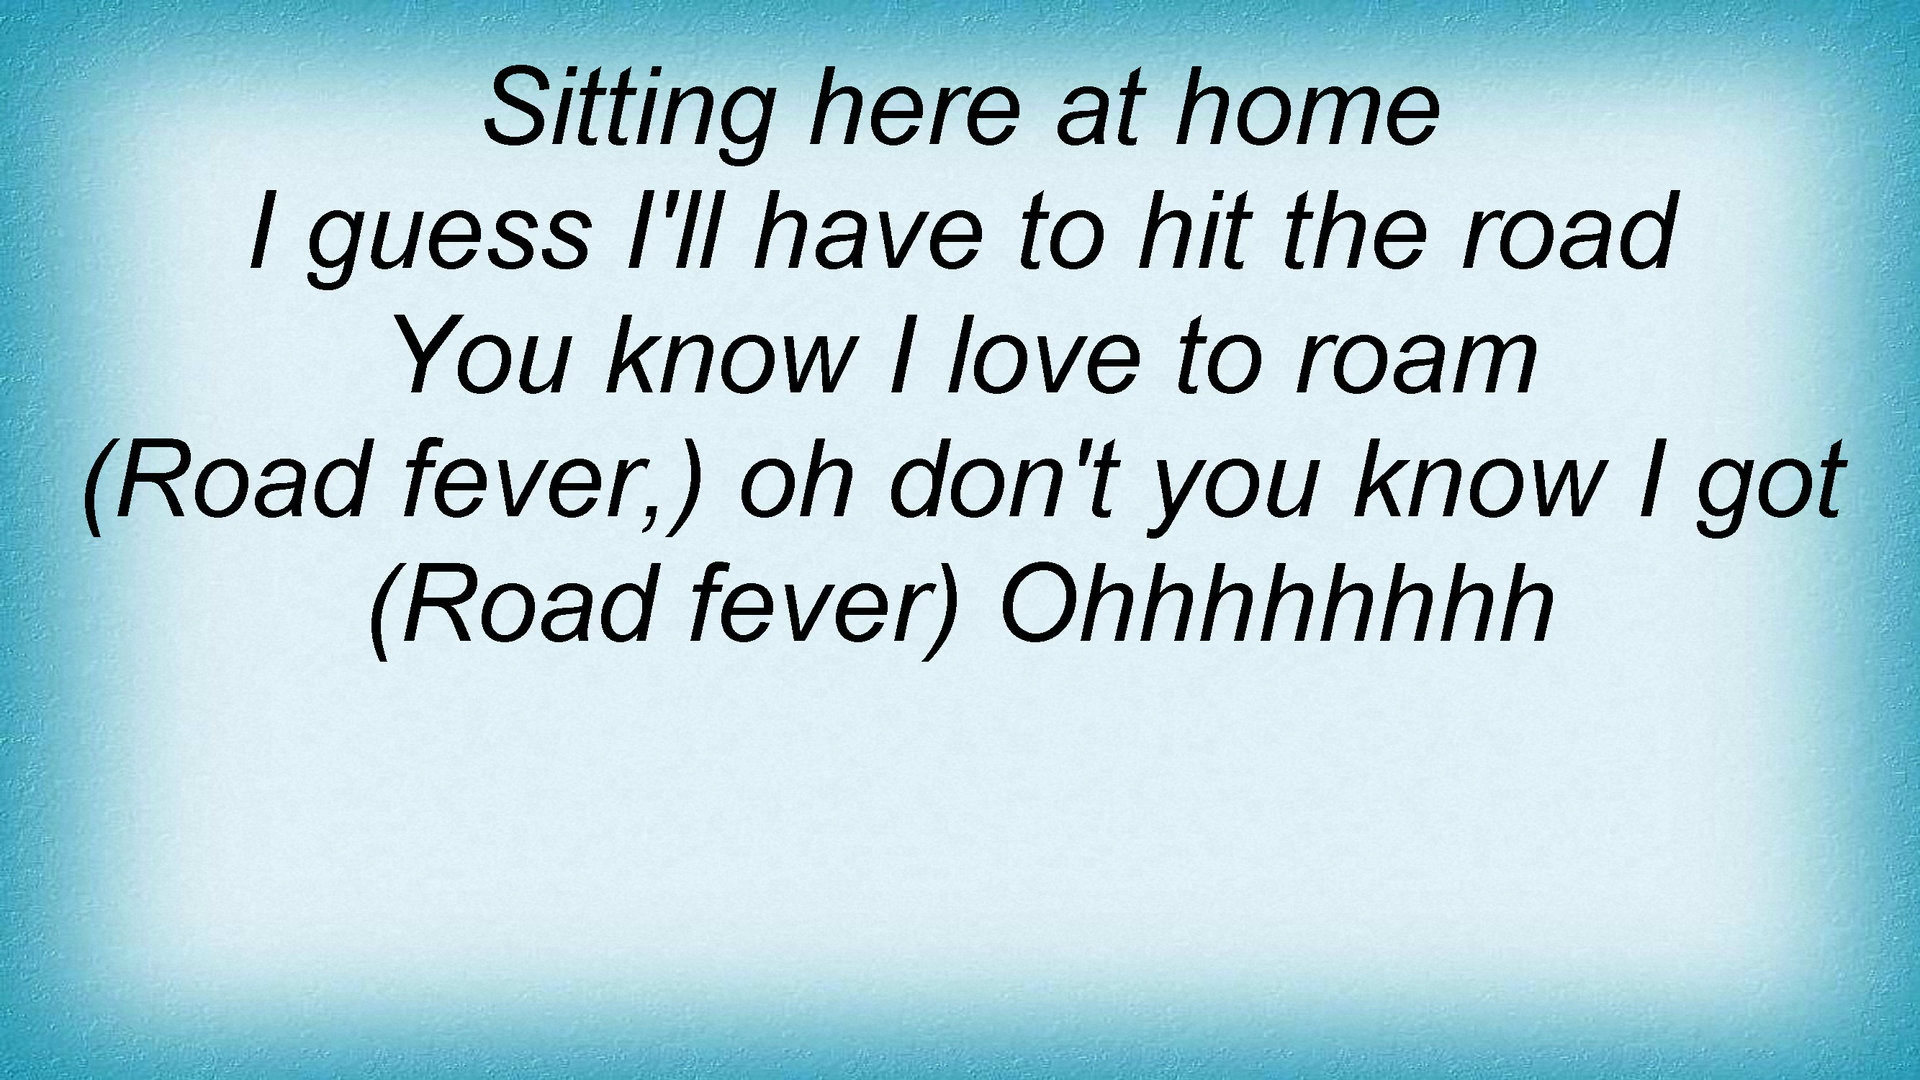 Sitting here at home
I guess I'll have to hit the road
You know I love to roam
(Road fever,) oh don't you know I got
(Road fever) Ohhhhhhhh